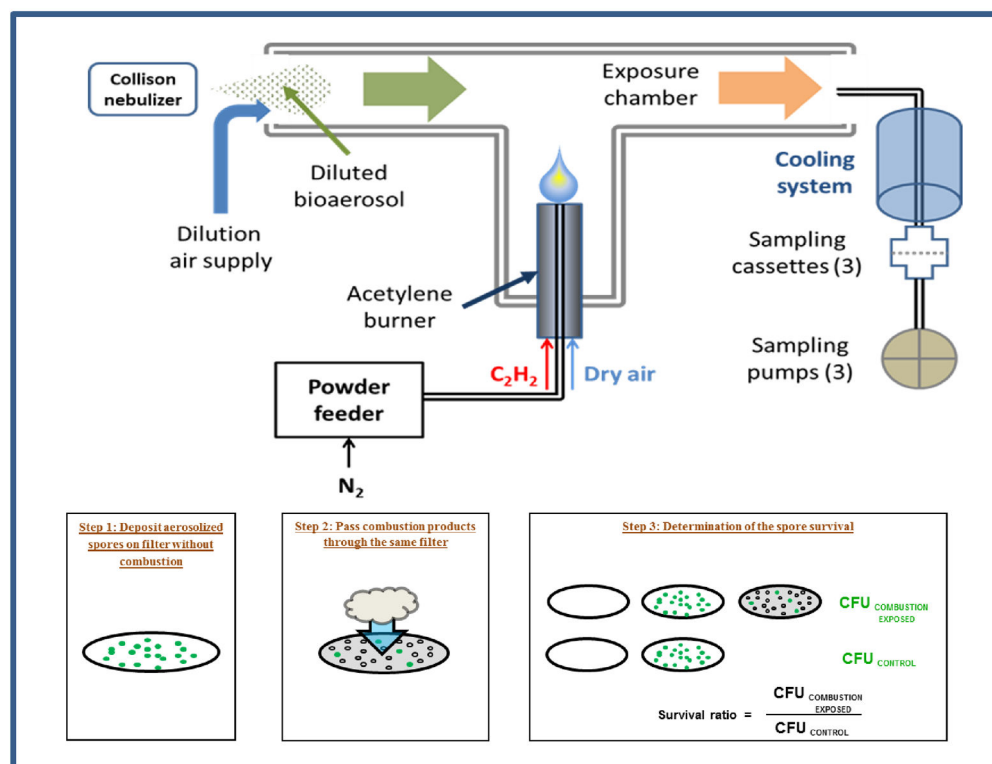 Collison
nebulizer
Exposure
chamber
Diluted
bioaerosol
Cooling
system
Dilution
air supply
Sampling
cassettes (3)
Acetylene
burner
Sampling
pumps (3)
C₂H₂
Dry air
Powder
feeder
N₂
Step 1: Deposit aerosolized
spores on filter without
combustion
Step 2: Pass combustion products
through the same filter
Step 3: Determination of the spore survival
CFU COMBUSTION
EXPOSED
CFU CONTROL
CFU COMBUSTION
EXPOSED
Survival ratio =
CFU CONTROL